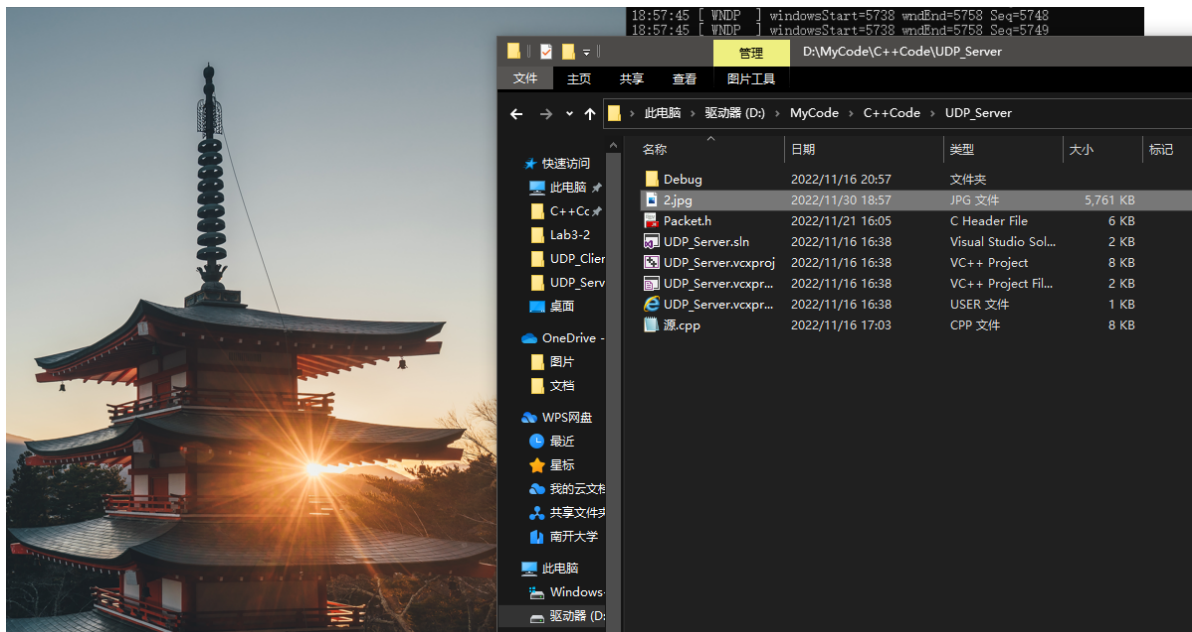 18:57:45 [ WNDP ] windowsStart=5738 wndEnd=5758 Seq=5748
18:57:45 [ WNDP ] windowsStart=5738 wndEnd=5758 Seq=5749
管理 D:\MyCode\C++Code\UDP_Server
文件 主页 共享 查看 图片工具
此电脑 › 驱动器 (D:) › MyCode › C++Code › UDP_Server
名称 日期 类型 大小 标记
快速访问
此电脑
C++Cc
Lab3-2
UDP_Clier
UDP_Serv
桌面
OneDrive -
图片
文档
WPS网盘
最近
星标
我的云文档
共享文件夹
南开大学
此电脑
Windows-
驱动器 (D:
Debug 2022/11/16 20:57 文件夹
2.jpg 2022/11/30 18:57 JPG 文件 5,761 KB
Packet.h 2022/11/21 16:05 C Header File 6 KB
UDP_Server.sln 2022/11/16 16:38 Visual Studio Sol... 2 KB
UDP_Server.vcxproj 2022/11/16 16:38 VC++ Project 8 KB
UDP_Server.vcxpr... 2022/11/16 16:38 VC++ Project Fil... 2 KB
UDP_Server.vcxpr... 2022/11/16 16:38 USER 文件 1 KB
源.cpp 2022/11/16 17:03 CPP 文件 8 KB